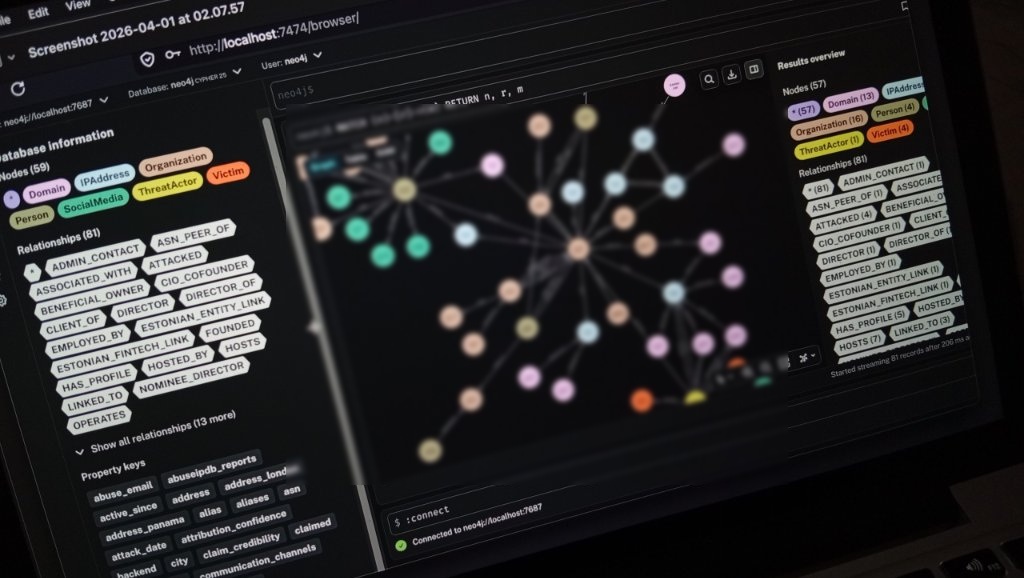 File Edit View
Screenshot 2026-04-01 at 02.07.57
http://localhost:7474/browser/
neo4j://localhost:7687
Database: neo4j CYPHER 25
User: neo4j
neo4j$
RETURN n, r, m
Database Information
Nodes (59)
* Domain IPAddress Organization
Person SocialMedia ThreatActor Victim
Relationships (81)
* ADMIN_CONTACT ASN_PEER_OF
ASSOCIATED_WITH ATTACKED
BENEFICIAL_OWNER CIO_COFOUNDER
CLIENT_OF DIRECTOR DIRECTOR_OF
EMPLOYED_BY ESTONIAN_ENTITY_LINK
ESTONIAN_FINTECH_LINK FOUNDED
HAS_PROFILE HOSTED_BY HOSTS
LINKED_TO NOMINEE_DIRECTOR
OPERATES
Show all relationships (13 more)
Property keys
abuse_email abuseipdb_reports
active_since address address_lond
address_panama alias aliases asn
attack_date attribution_confidence
backend city claim_credibility claimed
communication_channels
$ :connect
Connected to neo4j://localhost:7687
Results overview
Nodes (57)
* (57) Domain (13) IPAddress
Organization (16) Person (4)
ThreatActor (1) Victim (4)
Relationships (81)
* (81) ADMIN_CONTACT (1)
ASN_PEER_OF (1) ASSOCIATE
ATTACKED (4) BENEFICIAL_O
CIO_COFOUNDER (1) CLIENT_
DIRECTOR (1) DIRECTOR_OF (
EMPLOYED_BY (1)
ESTONIAN_ENTITY_LINK (1)
ESTONIAN_FINTECH_LINK (1)
HAS_PROFILE (5) HOSTED_BY
HOSTS (7) LINKED_TO (3)
Started streaming 81 records after 206 ms a